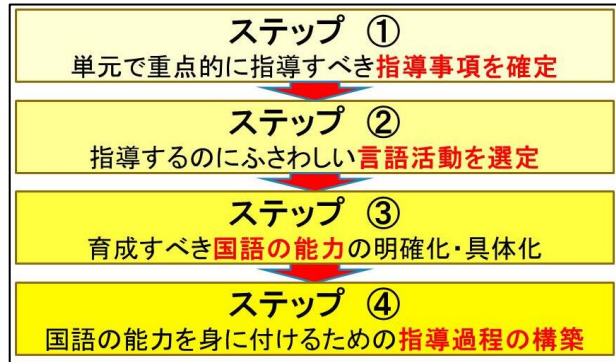 ステップ ①
単元で重点的に指導すべき指導事項を確定
ステップ ②
指導するのにふさわしい言語活動を選定
ステップ ③
育成すべき国語の能力の明確化・具体化
ステップ ④
国語の能力を身に付けるための指導過程の構築